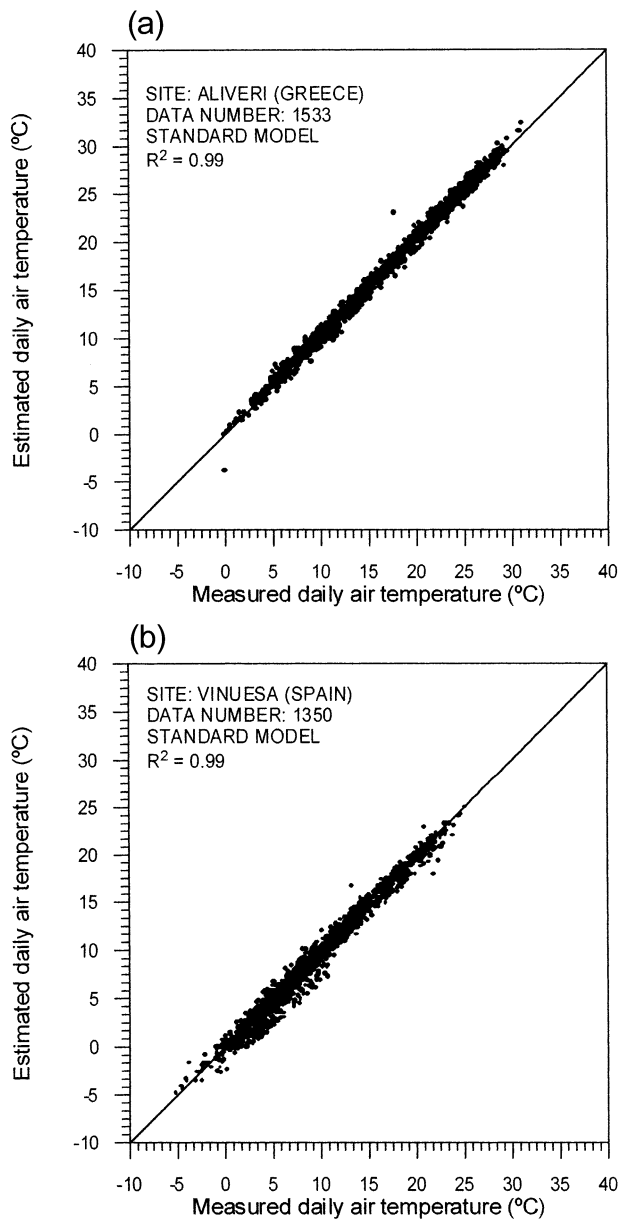 (a)
40
35
30
25
20
15
10
5
0
-5
-10
Estimated daily air temperature (ºC)
SITE: ALIVERI (GREECE)
DATA NUMBER: 1533
STANDARD MODEL
R² = 0.99
-10 -5 0 5 10 15 20 25 30 35 40
Measured daily air temperature (ºC)
(b)
40
35
30
25
20
15
10
5
0
-5
-10
Estimated daily air temperature (ºC)
SITE: VINUESA (SPAIN)
DATA NUMBER: 1350
STANDARD MODEL
R² = 0.99
-10 -5 0 5 10 15 20 25 30 35 40
Measured daily air temperature (ºC)